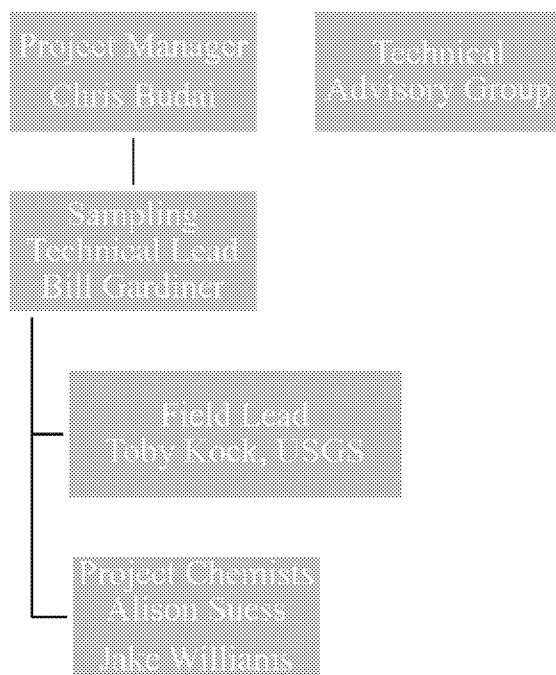 Project Manager
Chris Budai
Technical
Advisory Group
Sampling
Technical Lead
Bill Gardiner
Field Lead
Toby Kock, USGS
Project Chemists
Alison Suess
Jake Williams